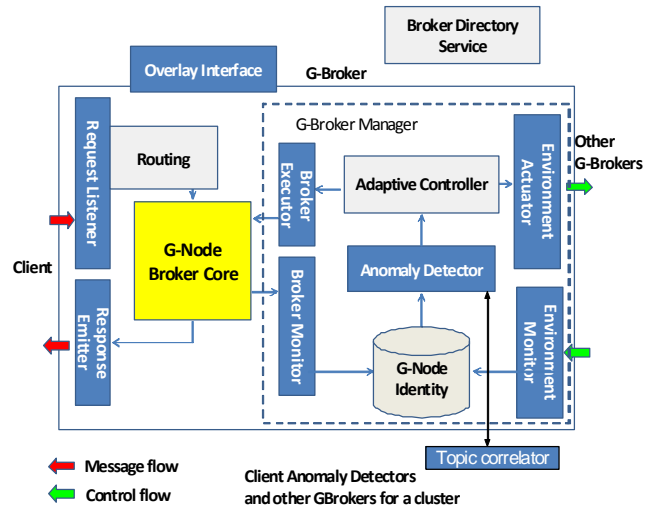 Broker Directory
Service
Overlay Interface
G-Broker
G-Broker Manager
Request Listener
Routing
Broker
Executor
Adaptive Controller
Environment
Actuator
Other
G-Brokers
Client
G-Node
Broker Core
Anomaly Detector
Response
Emitter
Broker Monitor
G-Node
Identity
Environment
Monitor
Topic correlator
Message flow
Control flow
Client Anomaly Detectors
and other GBrokers for a cluster